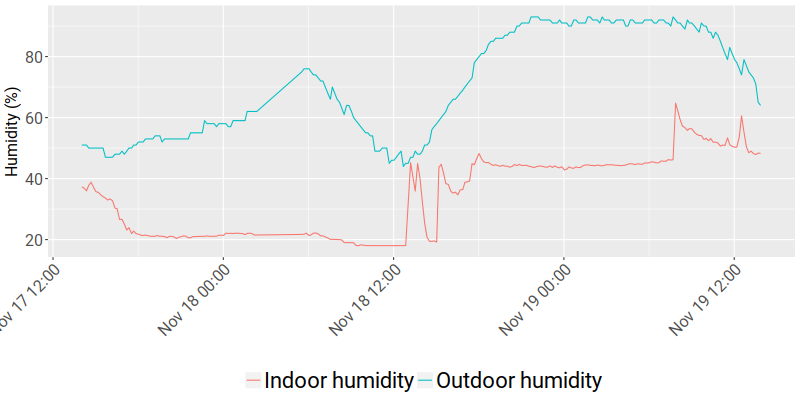 Humidity (%)
80
60
40
20
Nov 18 00:00
Nov 18 12:00
Nov 19 00:00
Nov 19 12:00
17 12:00
Indoor humidity
Outdoor humidity